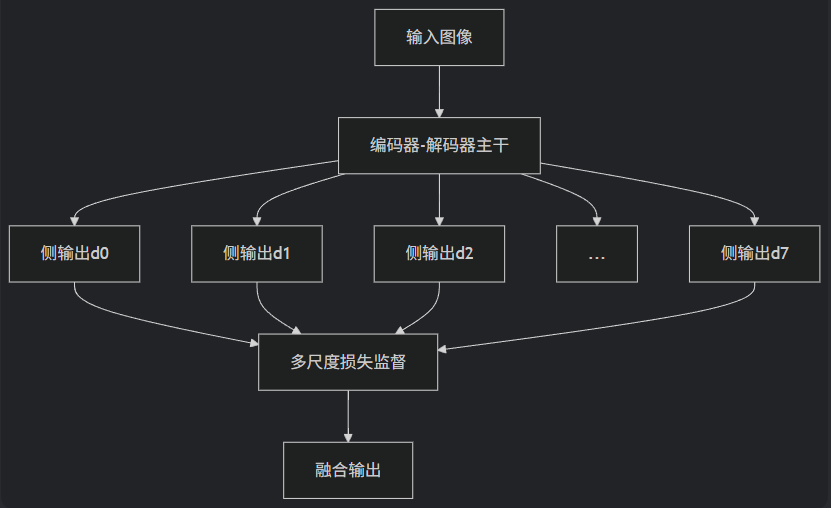 输入图像
编码器-解码器主干
侧输出d0
侧输出d1
侧输出d2
...
侧输出d7
多尺度损失监督
融合输出